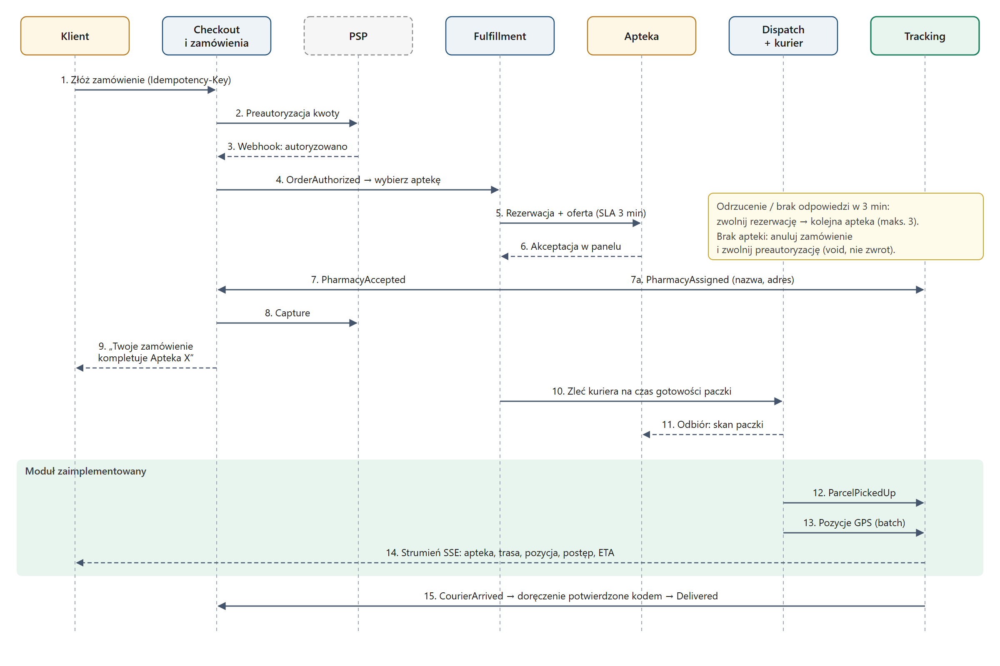 Klient
Checkout
i zamówienia
PSP
Fulfillment
Apteka
Dispatch
+ kurier
Tracking
1. Złóż zamówienie (Idempotency-Key)
2. Preautoryzacja kwoty
3. Webhook: autoryzowano
4. OrderAuthorized → wybierz aptekę
5. Rezerwacja + oferta (SLA 3 min)
Odrzucenie / brak odpowiedzi w 3 min:
zwolnij rezerwację → kolejna apteka (maks. 3).
Brak apteki: anuluj zamówienie
i zwolnij preautoryzację (void, nie zwrot).
6. Akceptacja w panelu
7. PharmacyAccepted
7a. PharmacyAssigned (nazwa, adres)
8. Capture
9. „Twoje zamówienie
kompletuje Apteka X”
10. Zleć kuriera na czas gotowości paczki
11. Odbiór: skan paczki
Moduł zaimplementowany
12. ParcelPickedUp
13. Pozycje GPS (batch)
14. Strumień SSE: apteka, trasa, pozycja, postęp, ETA
15. CourierArrived → doręczenie potwierdzone kodem → Delivered